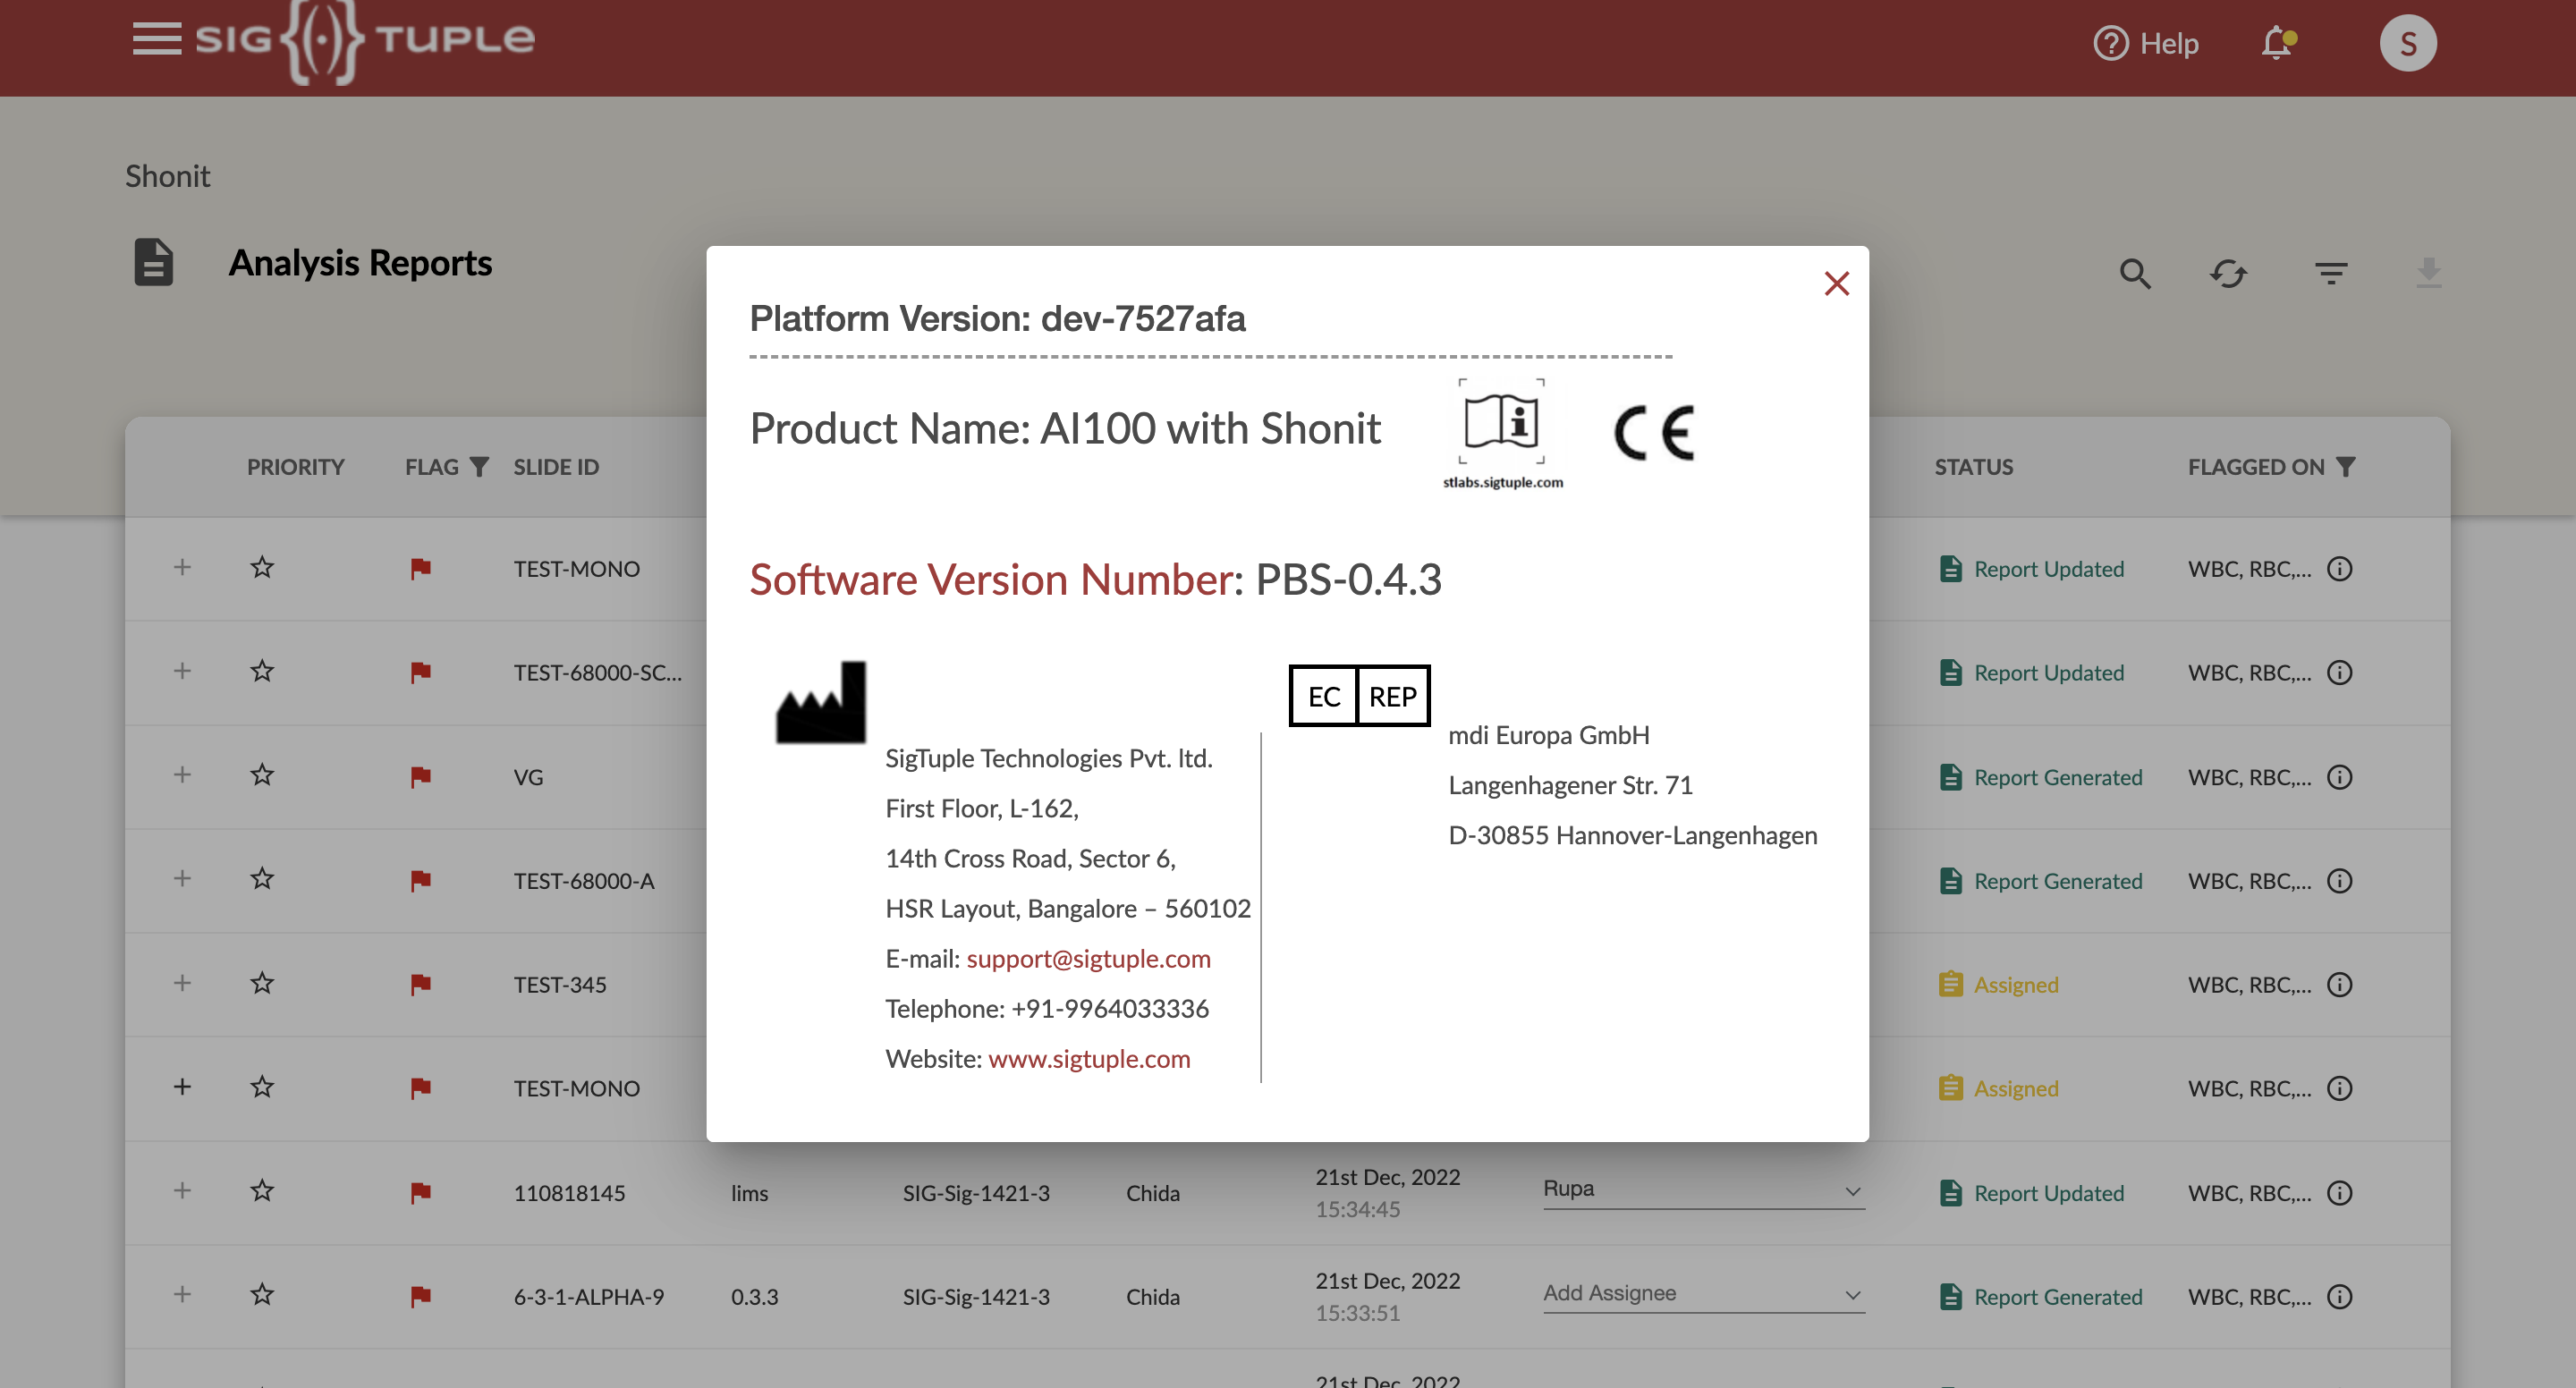 SIG{(·)}TUPLE
Help
S
Shonit
Analysis Reports
PRIORITY FLAG SLIDE ID STATUS FLAGGED ON
TEST-MONO Report Updated WBC, RBC,...
TEST-68000-SC... Report Updated WBC, RBC,...
VG Report Generated WBC, RBC,...
TEST-68000-A Report Generated WBC, RBC,...
TEST-345 Assigned WBC, RBC,...
TEST-MONO Assigned WBC, RBC,...
110818145 lims SIG-Sig-1421-3 Chida 21st Dec, 2022 Rupa Report Updated WBC, RBC,...
15:34:45
6-3-1-ALPHA-9 0.3.3 SIG-Sig-1421-3 Chida 21st Dec, 2022 Add Assignee Report Generated WBC, RBC,...
15:33:51
21st Dec, 2022
Platform Version: dev-7527afa
Product Name: AI100 with Shonit
stlabs.sigtuple.com
CE
Software Version Number: PBS-0.4.3
SigTuple Technologies Pvt. ltd.
First Floor, L-162,
14th Cross Road, Sector 6,
HSR Layout, Bangalore – 560102
E-mail: support@sigtuple.com
Telephone: +91-9964033336
Website: www.sigtuple.com
EC REP
mdi Europa GmbH
Langenhagener Str. 71
D-30855 Hannover-Langenhagen